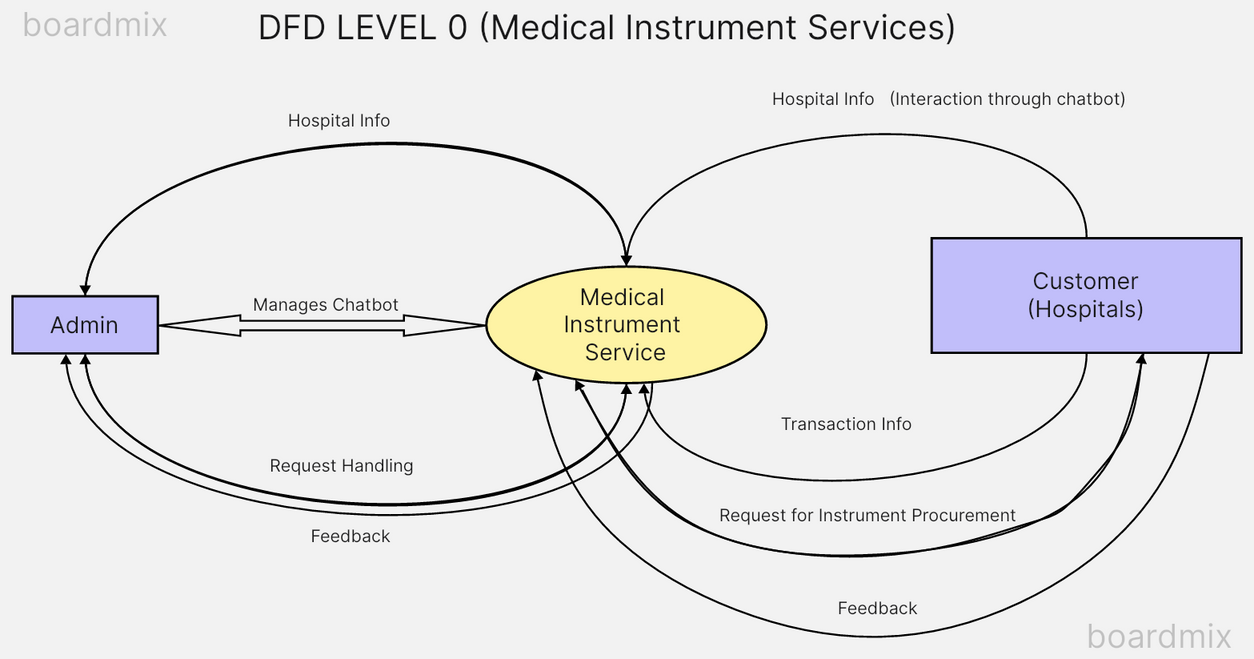 boardmix
DFD LEVEL 0 (Medical Instrument Services)
Hospital Info (Interaction through chatbot)
Hospital Info
Customer
(Hospitals)
Manages Chatbot
Admin
Medical
Instrument
Service
Transaction Info
Request Handling
Request for Instrument Procurement
Feedback
Feedback
boardmix